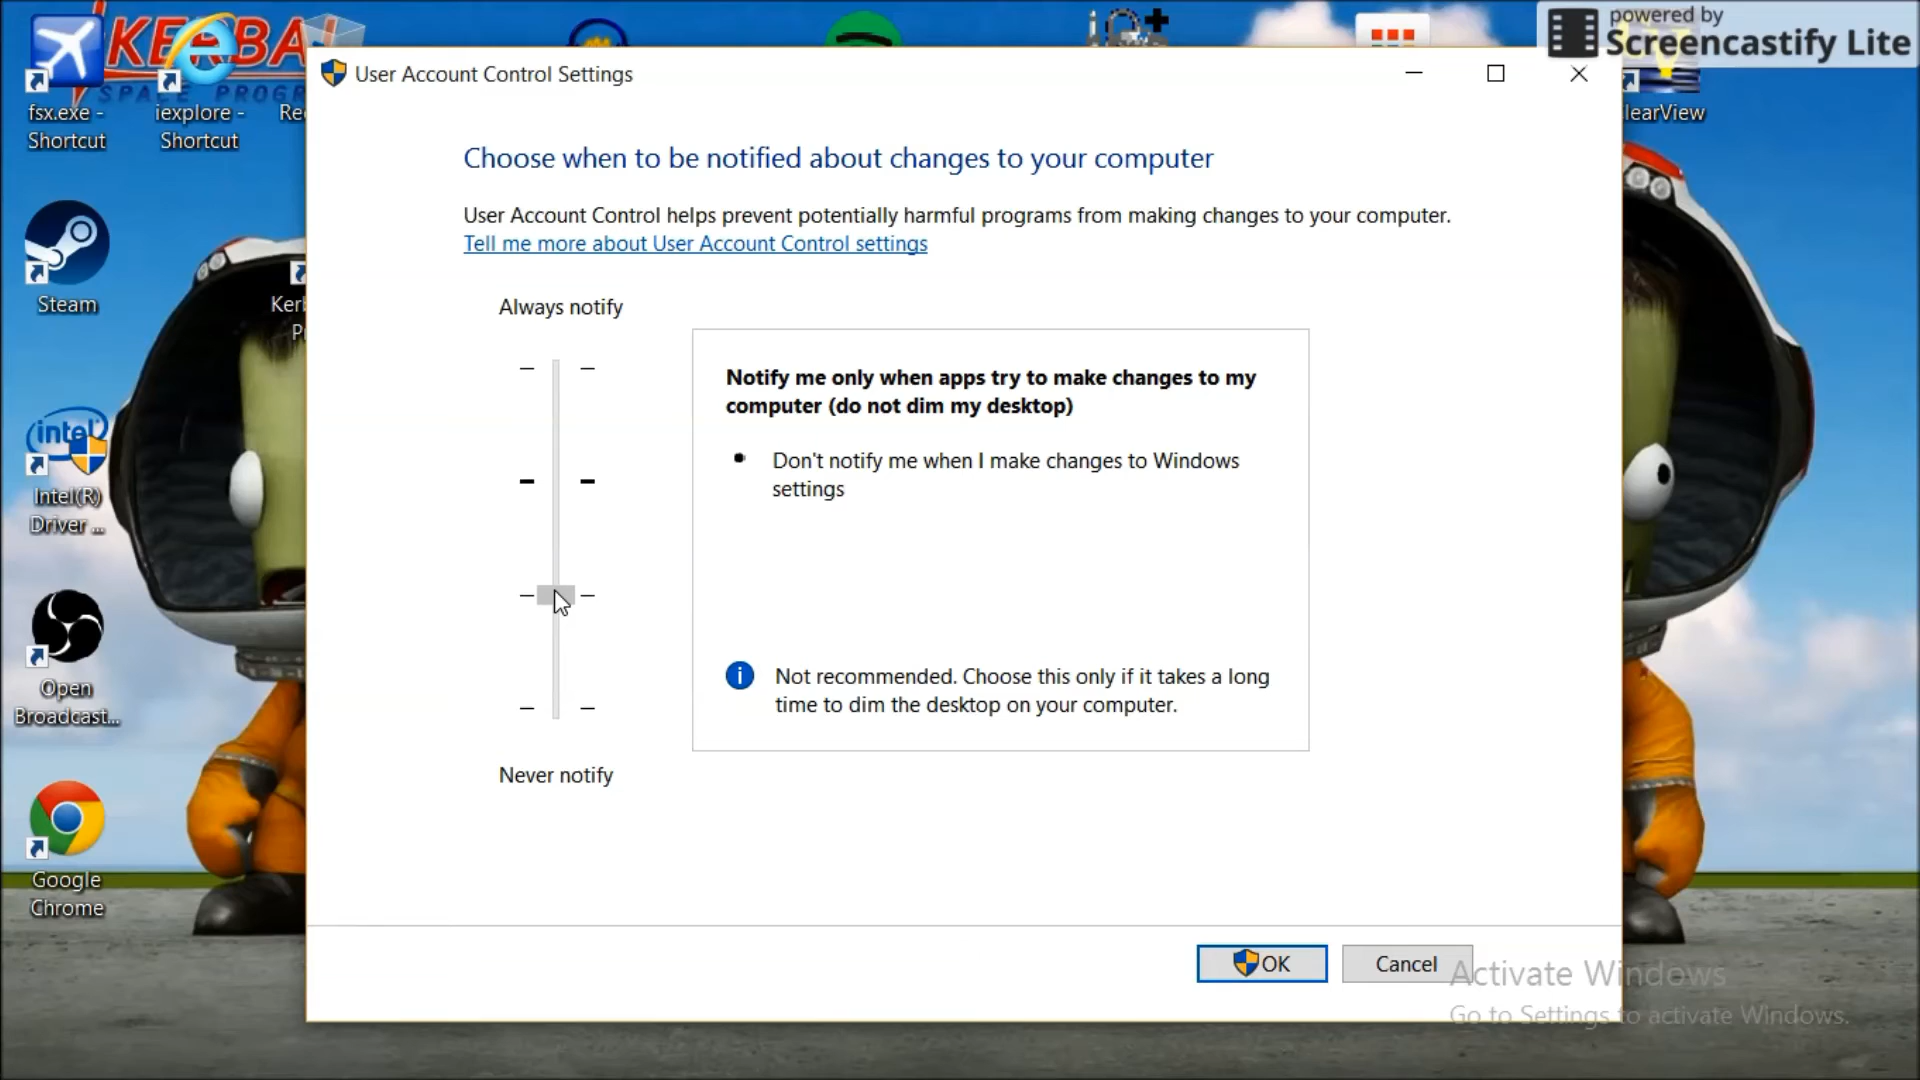 powered by
Screencastify Lite
KERBA
SPACE PROGR
fsx.exe -
Shortcut
iexplore -
Shortcut
Re
learView
Steam
Kerb
P
intel
Intel(R)
Driver ...
Open
Broadcast...
Google
Chrome
User Account Control Settings
Choose when to be notified about changes to your computer
User Account Control helps prevent potentially harmful programs from making changes to your computer.
Tell me more about User Account Control settings
Always notify
Notify me only when apps try to make changes to my
computer (do not dim my desktop)
Don't notify me when I make changes to Windows
settings
Not recommended. Choose this only if it takes a long
time to dim the desktop on your computer.
Never notify
OK
Cancel
Activate Windows
Go to Settings to activate Windows.